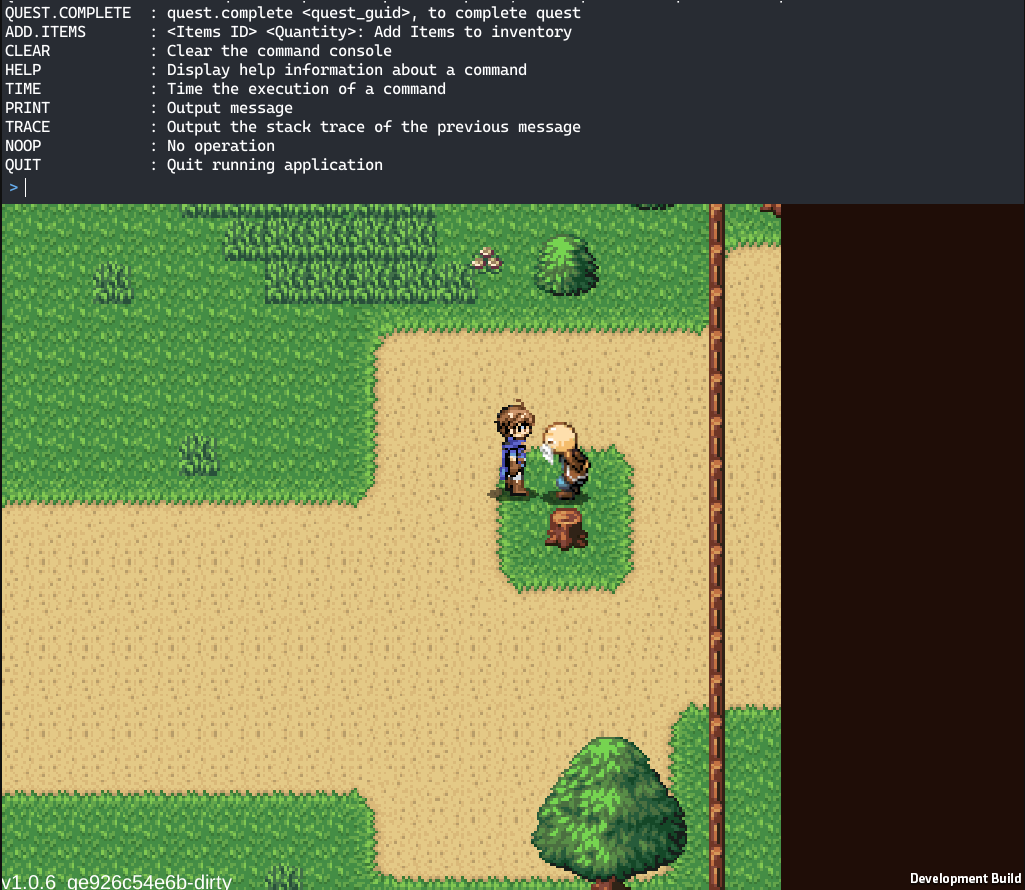 QUEST.COMPLETE : quest.complete <quest_guid>, to complete quest
ADD.ITEMS : <Items ID> <Quantity>: Add Items to inventory
CLEAR : Clear the command console
HELP : Display help information about a command
TIME : Time the execution of a command
PRINT : Output message
TRACE : Output the stack trace of the previous message
NOOP : No operation
QUIT : Quit running application
>
v1.0.6_ge926c54e6b-dirty
Development Build